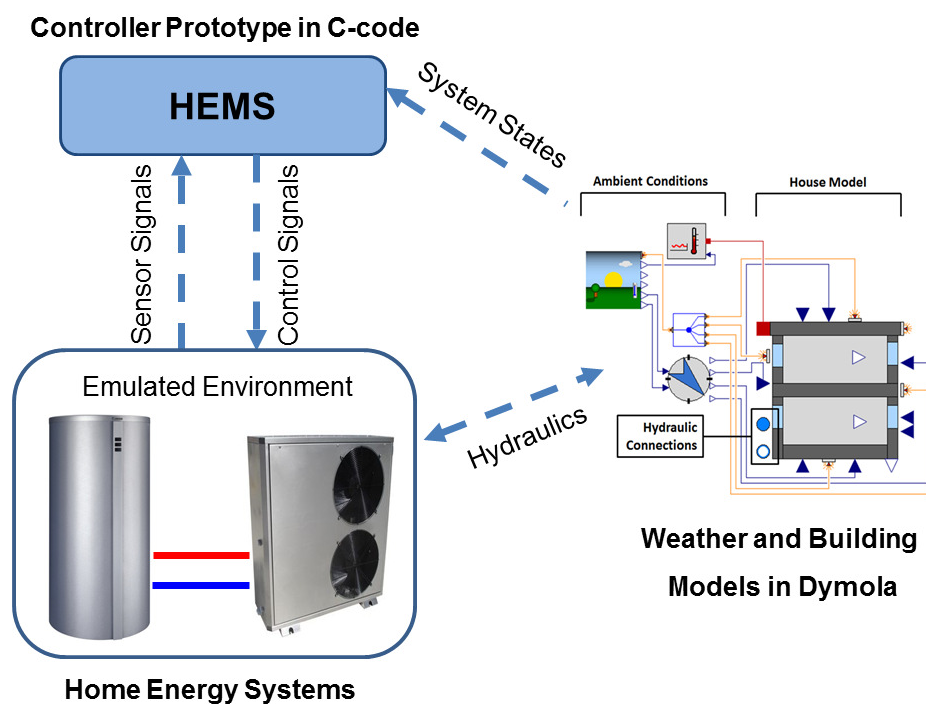 Controller Prototype in C-code
HEMS
System States
Sensor Signals
Control Signals
Ambient Conditions
House Model
Emulated Environment
Hydraulics
Hydraulic
Connections
Weather and Building
Models in Dymola
Home Energy Systems